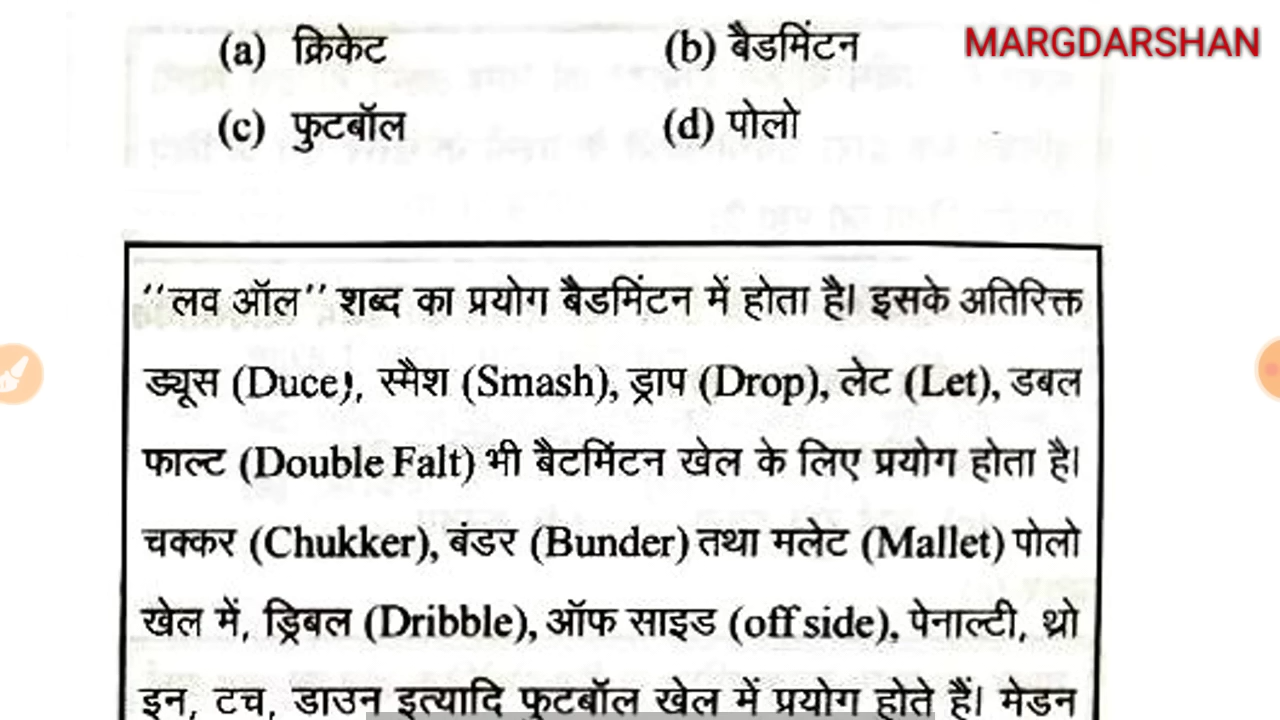 (a) क्रिकेट (b) बैडमिंटन MARGDARSHAN
(c) फुटबॉल (d) पोलो
‘‘लव ऑल’’ शब्द का प्रयोग बैडमिंटन में होता है। इसके अतिरिक्त
ड्यूस (Duce), स्मैश (Smash), ड्राप (Drop), लेट (Let), डबल
फाल्ट (Double Falt) भी बैटमिंटन खेल के लिए प्रयोग होता है।
चक्कर (Chukker), बंडर (Bunder) तथा मलेट (Mallet) पोलो
खेल में, ड्रिबल (Dribble), ऑफ साइड (off side), पेनाल्टी, थ्रो
इन, टच, डाउन इत्यादि फुटबॉल खेल में प्रयोग होते हैं। मेडन